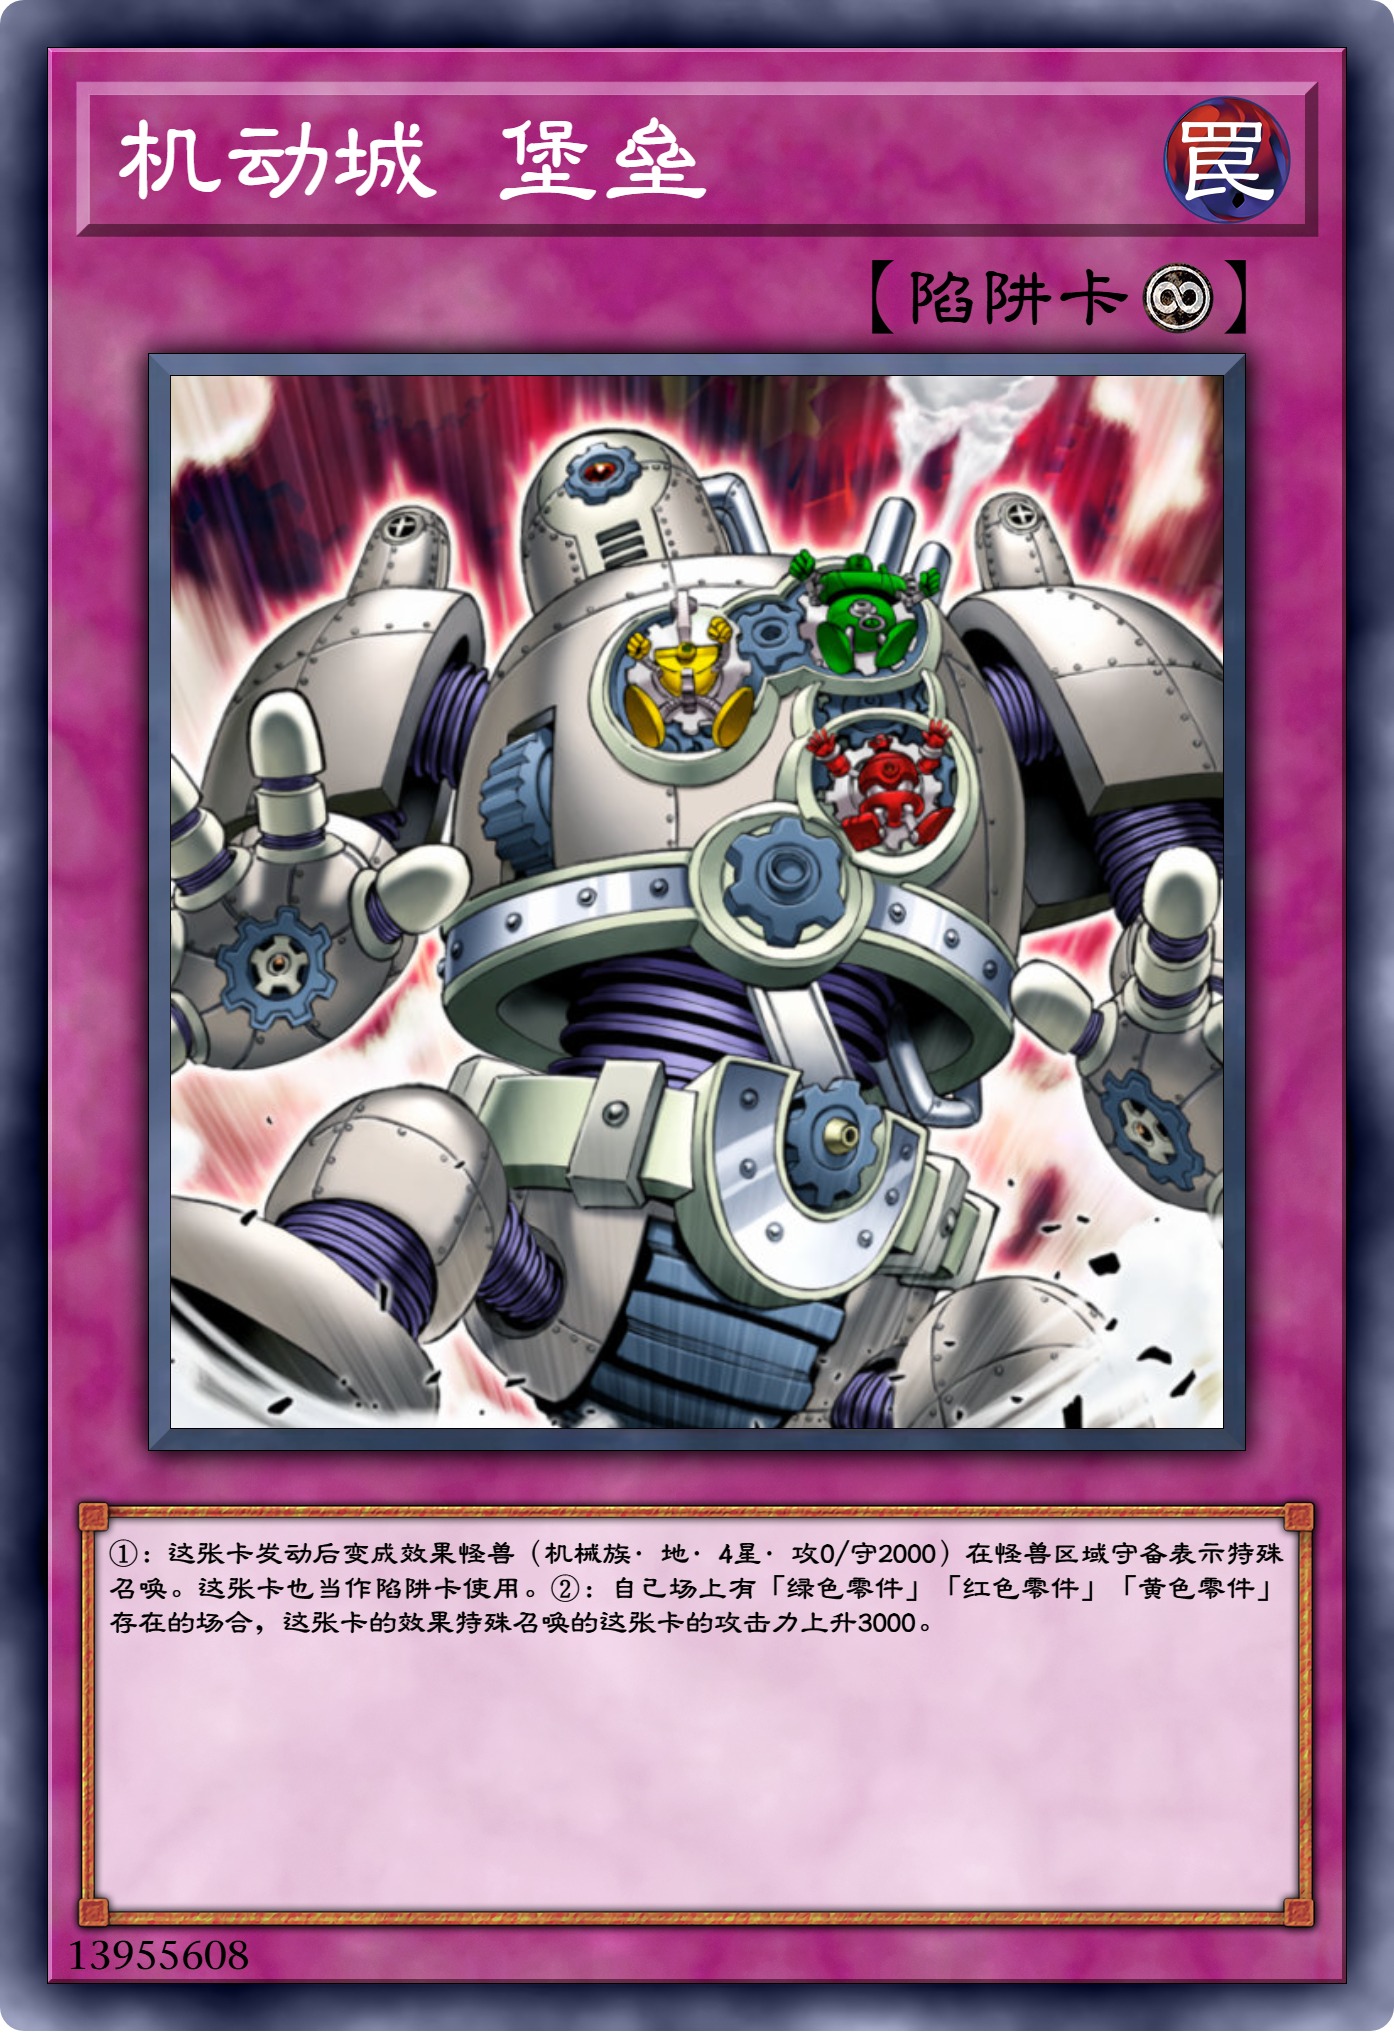 机动城 堡垒
罠
【陷阱卡】
①：这张卡发动后变成效果怪兽（机械族·地·4星·攻0/守2000）在怪兽区域守备表示特殊
召唤。这张卡也当作陷阱卡使用。②：自己场上有「绿色零件」「红色零件」「黄色零件」
存在的场合，这张卡的效果特殊召唤的这张卡的攻击力上升3000。
13955608